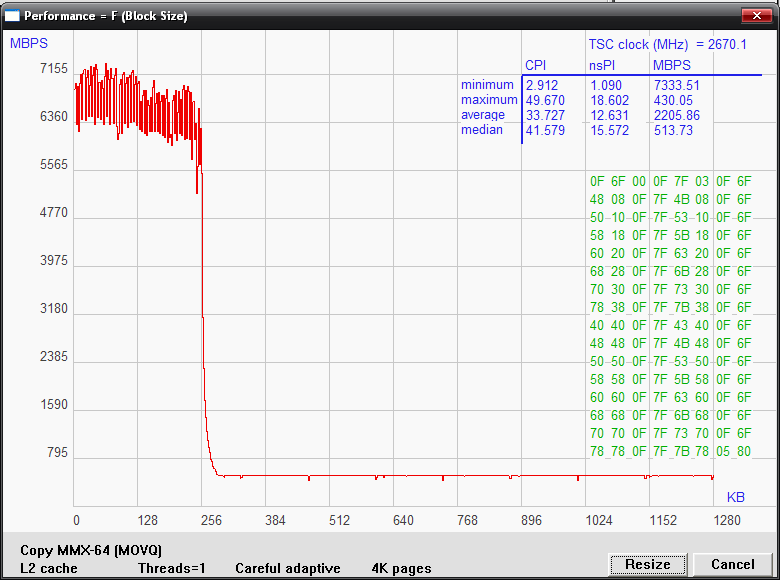 Performance = F (Block Size)
MBPS
TSC clock (MHz) = 2670.1
CPI nsPI MBPS
minimum 2.912 1.090 7333.51
maximum 49.670 18.602 430.05
average 33.727 12.631 2205.86
median 41.579 15.572 513.73
7155
6360
5565
4770
3975
3180
2385
1590
795
0F 6F 00 0F 7F 03 0F 6F
48 08 0F 7F 4B 08 0F 6F
50 10 0F 7F 53 10 0F 6F
58 18 0F 7F 5B 18 0F 6F
60 20 0F 7F 63 20 0F 6F
68 28 0F 7F 6B 28 0F 6F
70 30 0F 7F 73 30 0F 6F
78 38 0F 7F 7B 38 0F 6F
40 40 0F 7F 43 40 0F 6F
48 48 0F 7F 4B 48 0F 6F
50 50 0F 7F 53 50 0F 6F
58 58 0F 7F 5B 58 0F 6F
60 60 0F 7F 63 60 0F 6F
68 68 0F 7F 6B 68 0F 6F
70 70 0F 7F 73 70 0F 6F
78 78 0F 7F 7B 78 05 80
KB
0 128 256 384 512 640 768 896 1024 1152 1280
Copy MMX-64 (MOVQ)
L2 cache Threads=1 Careful adaptive 4K pages
Resize Cancel